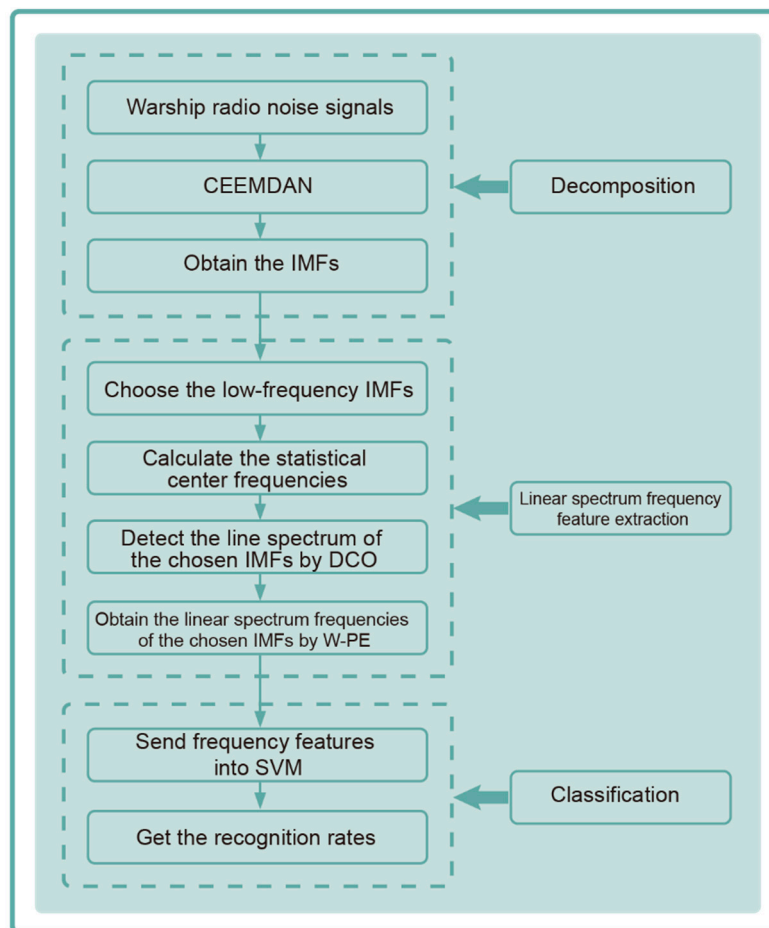 Warship radio noise signals
CEEMDAN
Decomposition
Obtain the IMFs
Choose the low-frequency IMFs
Calculate the statistical
center frequencies
Linear spectrum frequency
feature extraction
Detect the line spectrum of
the chosen IMFs by DCO
Obtain the linear spectrum frequencies
of the chosen IMFs by W-PE
Send frequency features
into SVM
Classification
Get the recognition rates